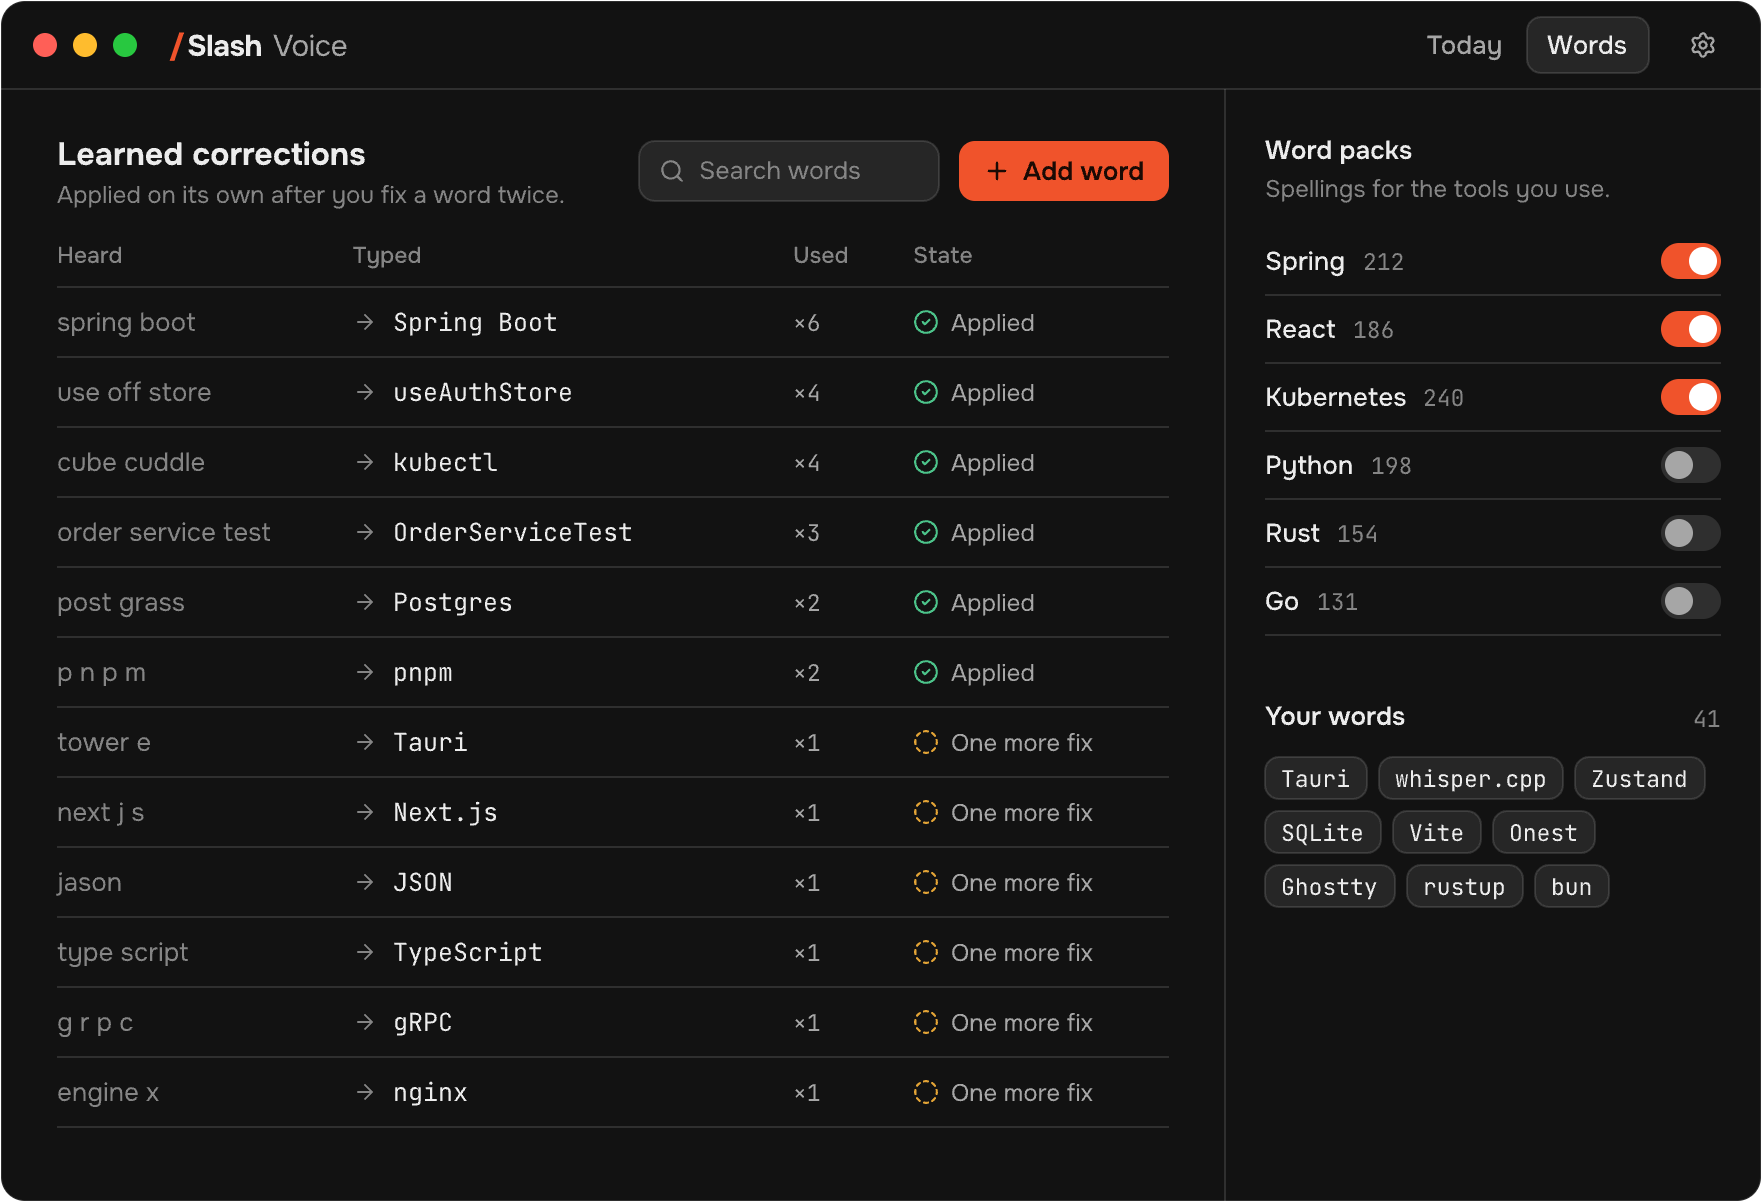 /Slash Voice
Today
Words
Learned corrections
Applied on its own after you fix a word twice.
Search words
+ Add word
Heard Typed Used State
spring boot → Spring Boot ×6 Applied
use off store → useAuthStore ×4 Applied
cube cuddle → kubectl ×4 Applied
order service test → OrderServiceTest ×3 Applied
post grass → Postgres ×2 Applied
p n p m → pnpm ×2 Applied
tower e → Tauri ×1 One more fix
next j s → Next.js ×1 One more fix
jason → JSON ×1 One more fix
type script → TypeScript ×1 One more fix
g r p c → gRPC ×1 One more fix
engine x → nginx ×1 One more fix
Word packs
Spellings for the tools you use.
Spring 212
React 186
Kubernetes 240
Python 198
Rust 154
Go 131
Your words 41
Tauri whisper.cpp Zustand
SQLite Vite Onest
Ghostty rustup bun